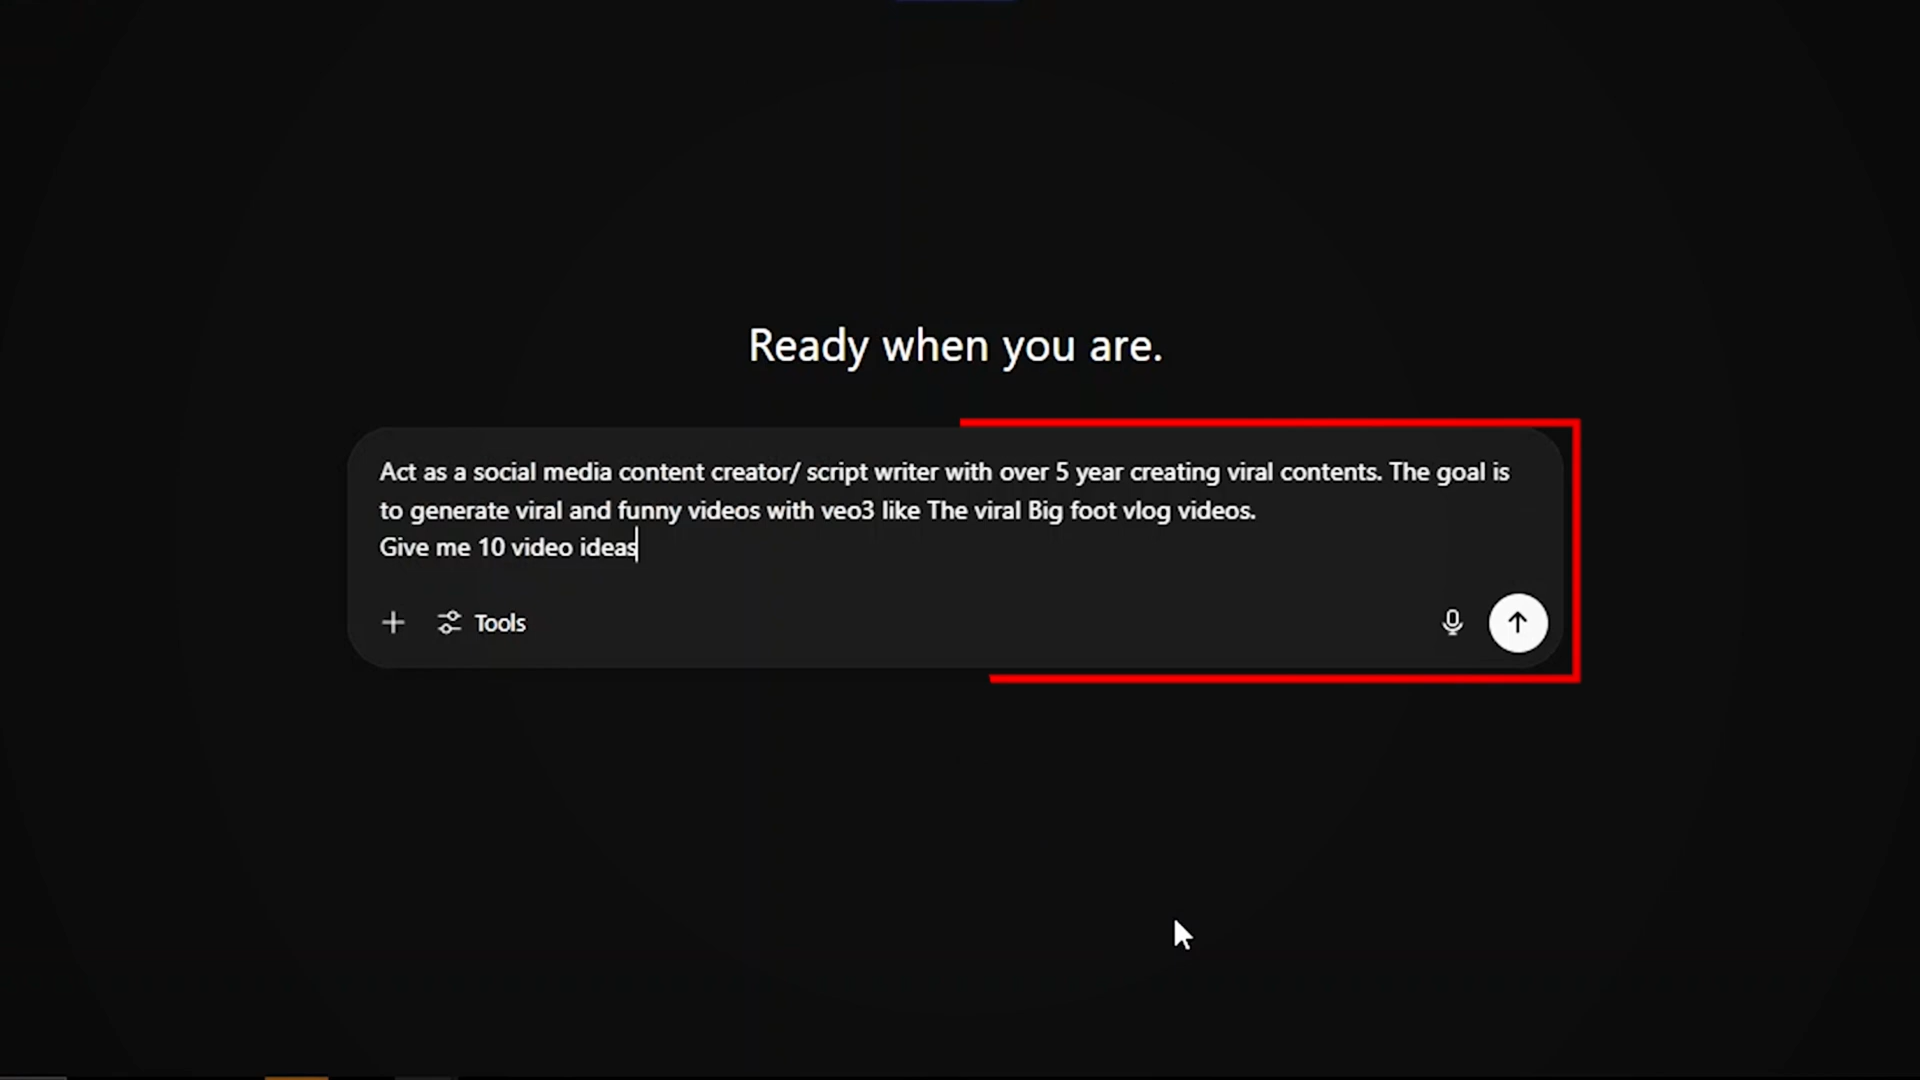 Ready when you are.
Act as a social media content creator/ script writer with over 5 year creating viral contents. The goal is
to generate viral and funny videos with veo3 like The viral Big foot vlog videos.
Give me 10 video ideas
Tools